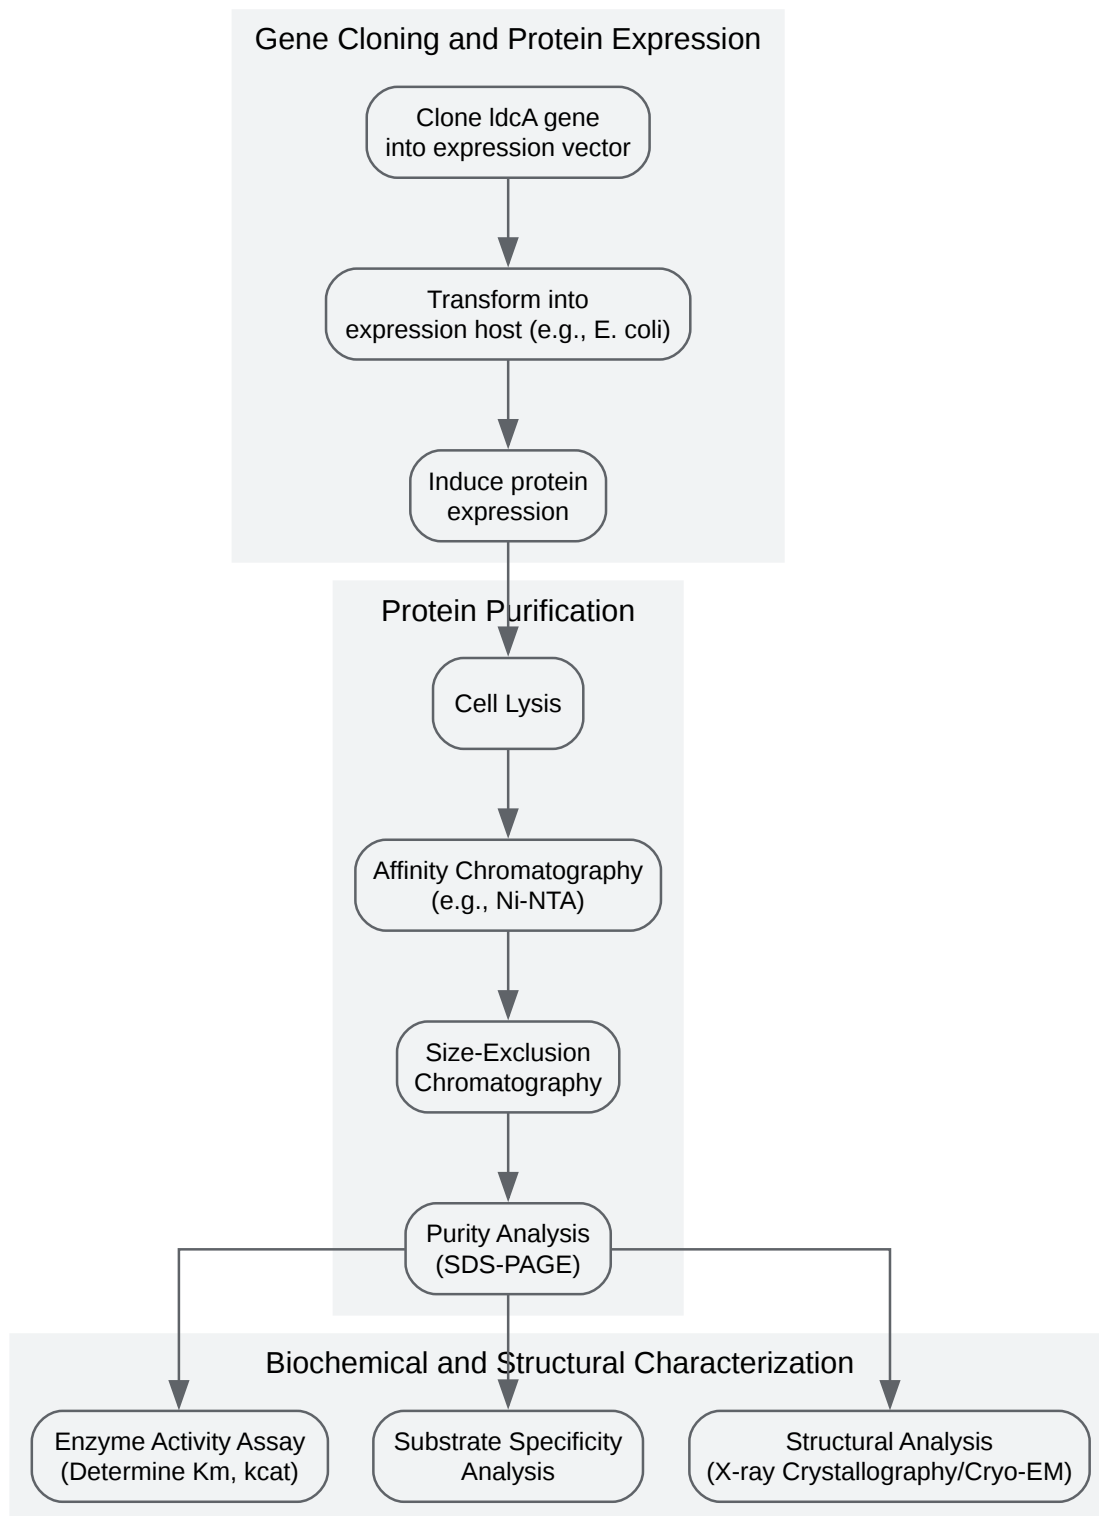 Gene Cloning and Protein Expression
Clone ldcA gene
into expression vector
Transform into
expression host (e.g., E. coli)
Induce protein
expression
Protein Purification
Cell Lysis
Affinity Chromatography
(e.g., Ni-NTA)
Size-Exclusion
Chromatography
Purity Analysis
(SDS-PAGE)
Biochemical and Structural Characterization
Enzyme Activity Assay
(Determine Km, kcat)
Substrate Specificity
Analysis
Structural Analysis
(X-ray Crystallography/Cryo-EM)